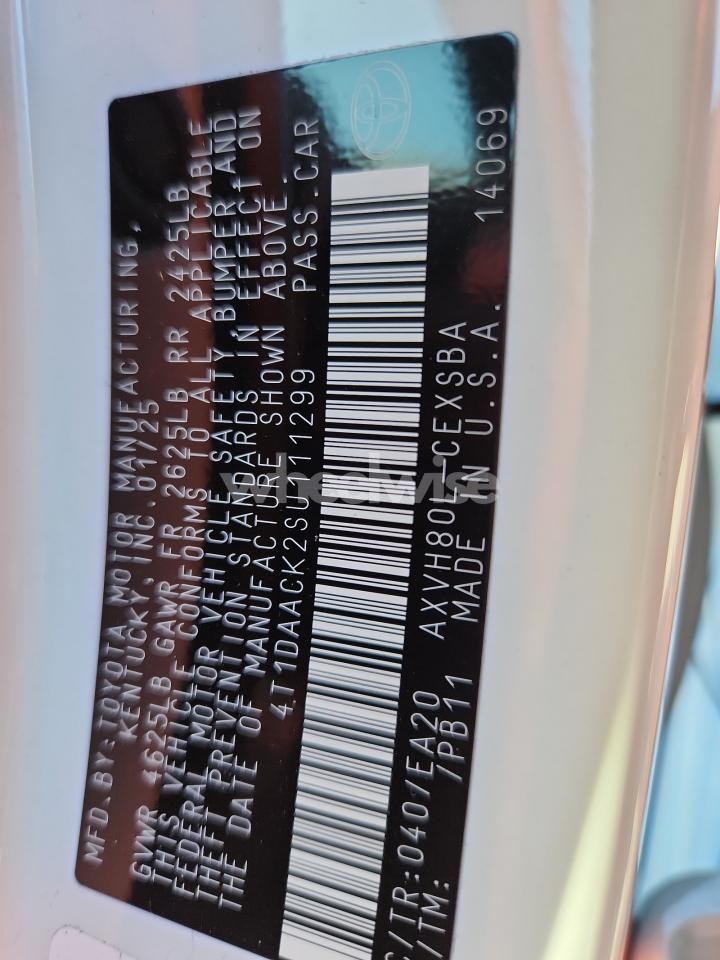 MFD.BY:TOYOTA MOTOR MANUFACTURING,
KENTUCKY, INC. 01/25
GVWR 4625LB GAWR FR 2625LB RR 2425LB
THIS VEHICLE CONFORMS TO ALL APPLICABLE
FEDERAL MOTOR VEHICLE SAFETY, BUMPER, AND
THEFT PREVENTION STANDARDS IN EFFECT ON
THE DATE OF MANUFACTURE SHOWN ABOVE.
PASS.CAR
C/TR:040/EA20 AXVH80L-CEXSBA
/TM: /PB11 MADE IN U.S.A. 14069
wheelwise